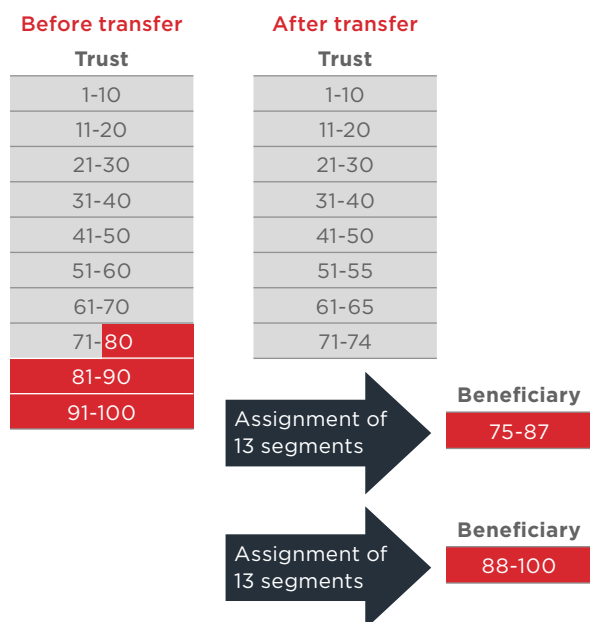 Before transfer
Trust
1-10
11-20
21-30
31-40
41-50
51-60
61-70
71-80
81-90
91-100
After transfer
Trust
1-10
11-20
21-30
31-40
41-50
51-55
61-65
71-74
Assignment of
13 segments
Beneficiary
75-87
Assignment of
13 segments
Beneficiary
88-100